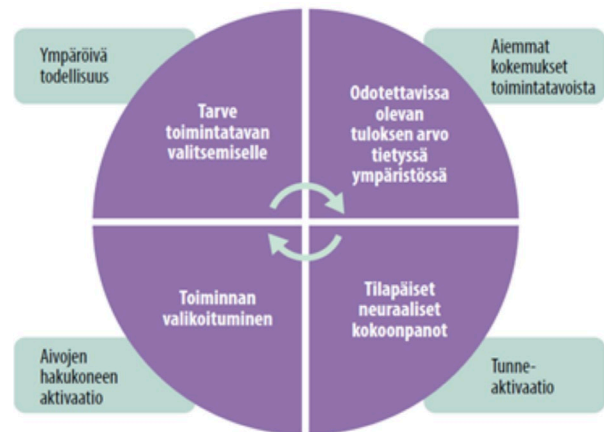 Ympäröivä
todellisuus
Tarve
toimintatavan
valitsemiselle
Odotettavissa
olevan
tuloksen arvo
tietyssä
ympäristössä
Aiemmat
kokemukset
toimintatavoista
Aivojen
hakukoneen
aktivaatio
Toiminnan
valikoituminen
Tilapäiset
neuraaliset
kokoonpanot
Tunne-
aktivaatio